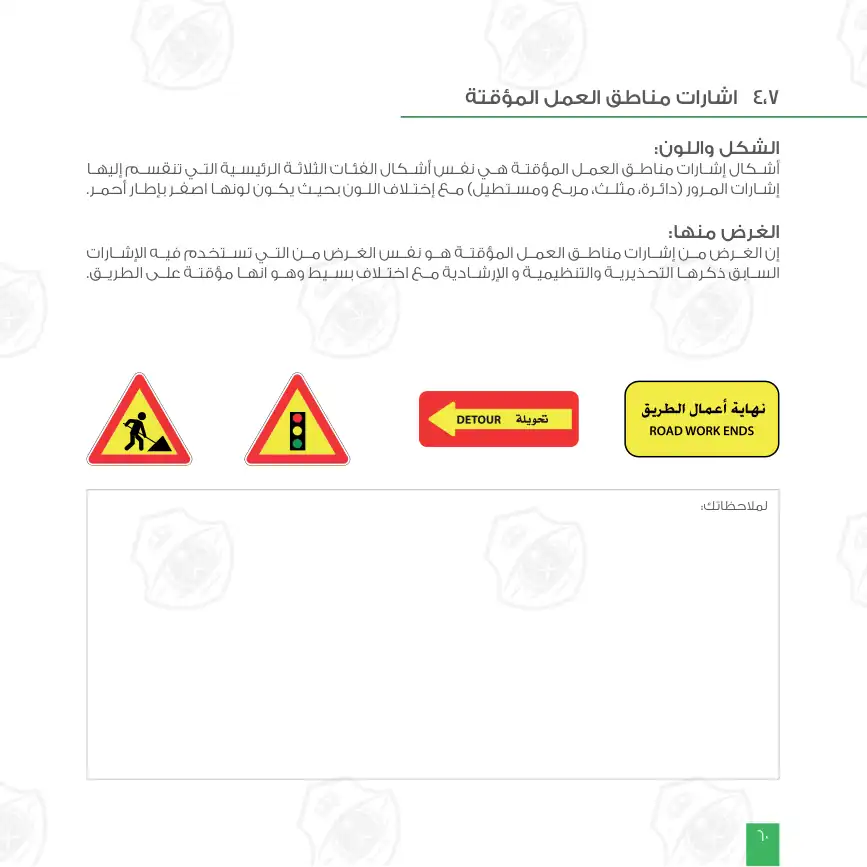 ٤،٧ اشارات مناطق العمل المؤقتة
الشكل واللون:
أشكال إشارات مناطق العمل المؤقتة هي نفس أشكال الفئات الثلاثة الرئيسية التي تنقسم إليها
إشارات المرور (دائرة، مثلث، مربع ومستطيل) مع إختلاف اللون بحيث يكون لونها اصفر بإطار أحمر.
الغرض منها:
إن الغرض من إشارات مناطق العمل المؤقتة هو نفس الغرض من التي تستخدم فيه الإشارات
السابق ذكرها التحذيرية والتنظيمية و الإرشادية مع اختلاف بسيط وهو انها مؤقتة على الطريق.
نهاية أعمال الطريق
ROAD WORK ENDS
تحويلة DETOUR
لملاحظاتك:
٦٠